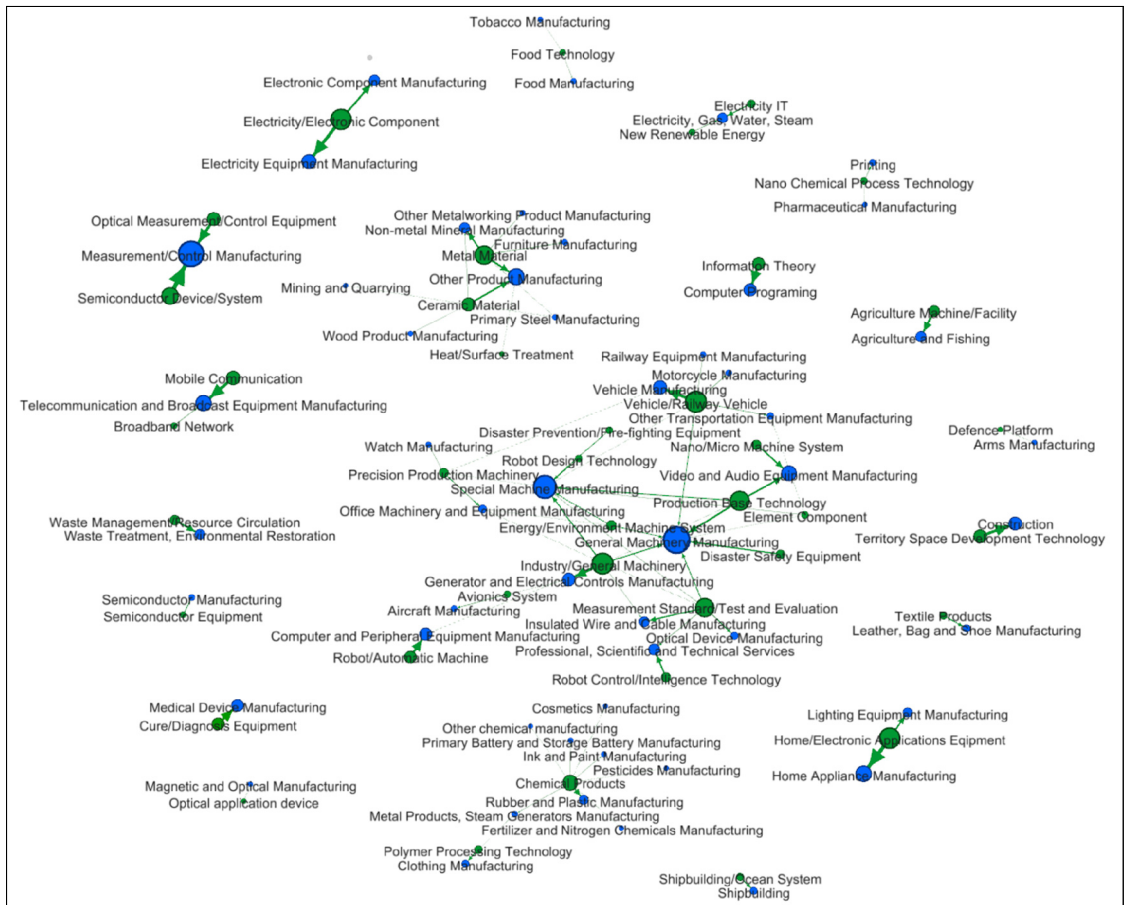 Tobacco Manufacturing
Food Technology
Food Manufacturing
Electronic Component Manufacturing
Electricity/Electronic Component
Electricity Equipment Manufacturing
Electricity IT
Electricity, Gas, Water, Steam
New Renewable Energy
Printing
Nano Chemical Process Technology
Pharmaceutical Manufacturing
Optical Measurement/Control Equipment
Measurement/Control Manufacturing
Semiconductor Device/System
Other Metalworking Product Manufacturing
Non-metal Mineral Manufacturing
Furniture Manufacturing
Metal Material
Other Product Manufacturing
Mining and Quarrying
Ceramic Material
Primary Steel Manufacturing
Wood Product Manufacturing
Heat/Surface Treatment
Information Theory
Computer Programing
Agriculture Machine/Facility
Agriculture and Fishing
Mobile Communication
Telecommunication and Broadcast Equipment Manufacturing
Broadband Network
Railway Equipment Manufacturing
Motorcycle Manufacturing
Vehicle Manufacturing
Vehicle/Railway Vehicle
Other Transportation Equipment Manufacturing
Disaster Prevention/Fire-fighting Equipment
Nano/Micro Machine System
Watch Manufacturing
Robot Design Technology
Precision Production Machinery
Video and Audio Equipment Manufacturing
Special Machine Manufacturing
Production Base Technology
Office Machinery and Equipment Manufacturing
Element Component
Energy/Environment Machine System
General Machinery Manufacturing
Disaster Safety Equipment
Industry/General Machinery
Generator and Electrical Controls Manufacturing
Avionics System
Aircraft Manufacturing
Measurement Standard/Test and Evaluation
Insulated Wire and Cable Manufacturing
Computer and Peripheral Equipment Manufacturing
Optical Device Manufacturing
Professional, Scientific and Technical Services
Robot/Automatic Machine
Robot Control/Intelligence Technology
Defence Platform
Arms Manufacturing
Construction
Territory Space Development Technology
Waste Management/Resource Circulation
Waste Treatment, Environmental Restoration
Semiconductor Manufacturing
Semiconductor Equipment
Textile Products
Leather, Bag and Shoe Manufacturing
Medical Device Manufacturing
Cure/Diagnosis Equipment
Cosmetics Manufacturing
Other chemical manufacturing
Primary Battery and Storage Battery Manufacturing
Ink and Paint Manufacturing
Pesticides Manufacturing
Chemical Products
Rubber and Plastic Manufacturing
Metal Products, Steam Generators Manufacturing
Fertilizer and Nitrogen Chemicals Manufacturing
Lighting Equipment Manufacturing
Home/Electronic Applications Eqipment
Home Appliance Manufacturing
Magnetic and Optical Manufacturing
Optical application device
Polymer Processing Technology
Clothing Manufacturing
Shipbuilding/Ocean System
Shipbuilding